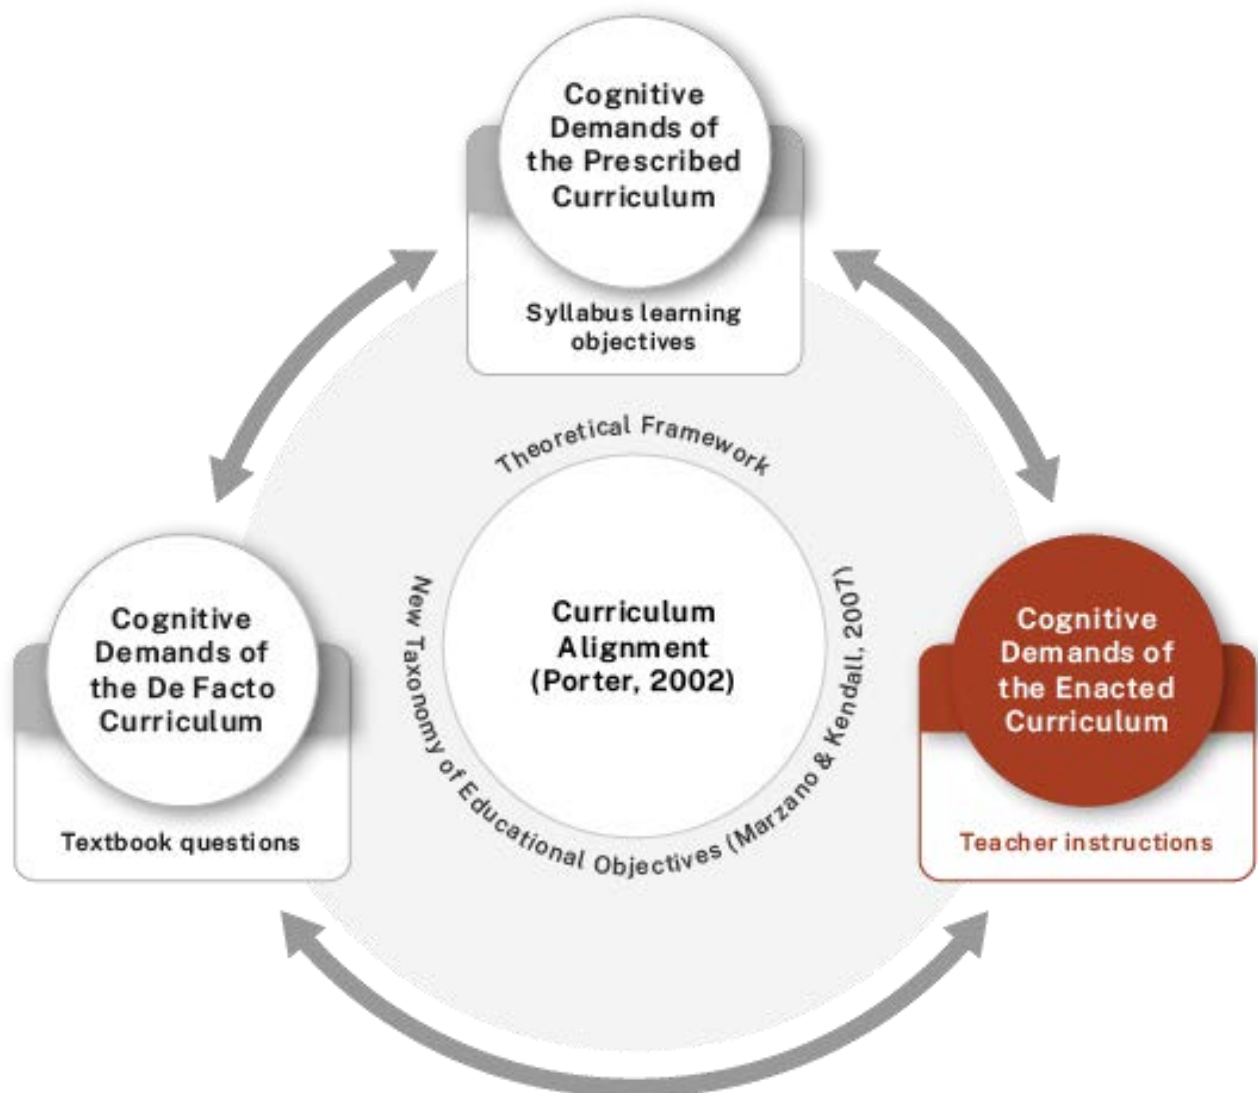 Cognitive
Demands of
the Prescribed
Curriculum
Syllabus learning
objectives
Theoretical Framework
Cognitive
Demands of
the De Facto
Curriculum
Textbook questions
New Taxonomy of Educational Objectives (Marzano & Kendall, 2007)
Curriculum
Alignment
(Porter, 2002)
Cognitive
Demands of
the Enacted
Curriculum
Teacher instructions